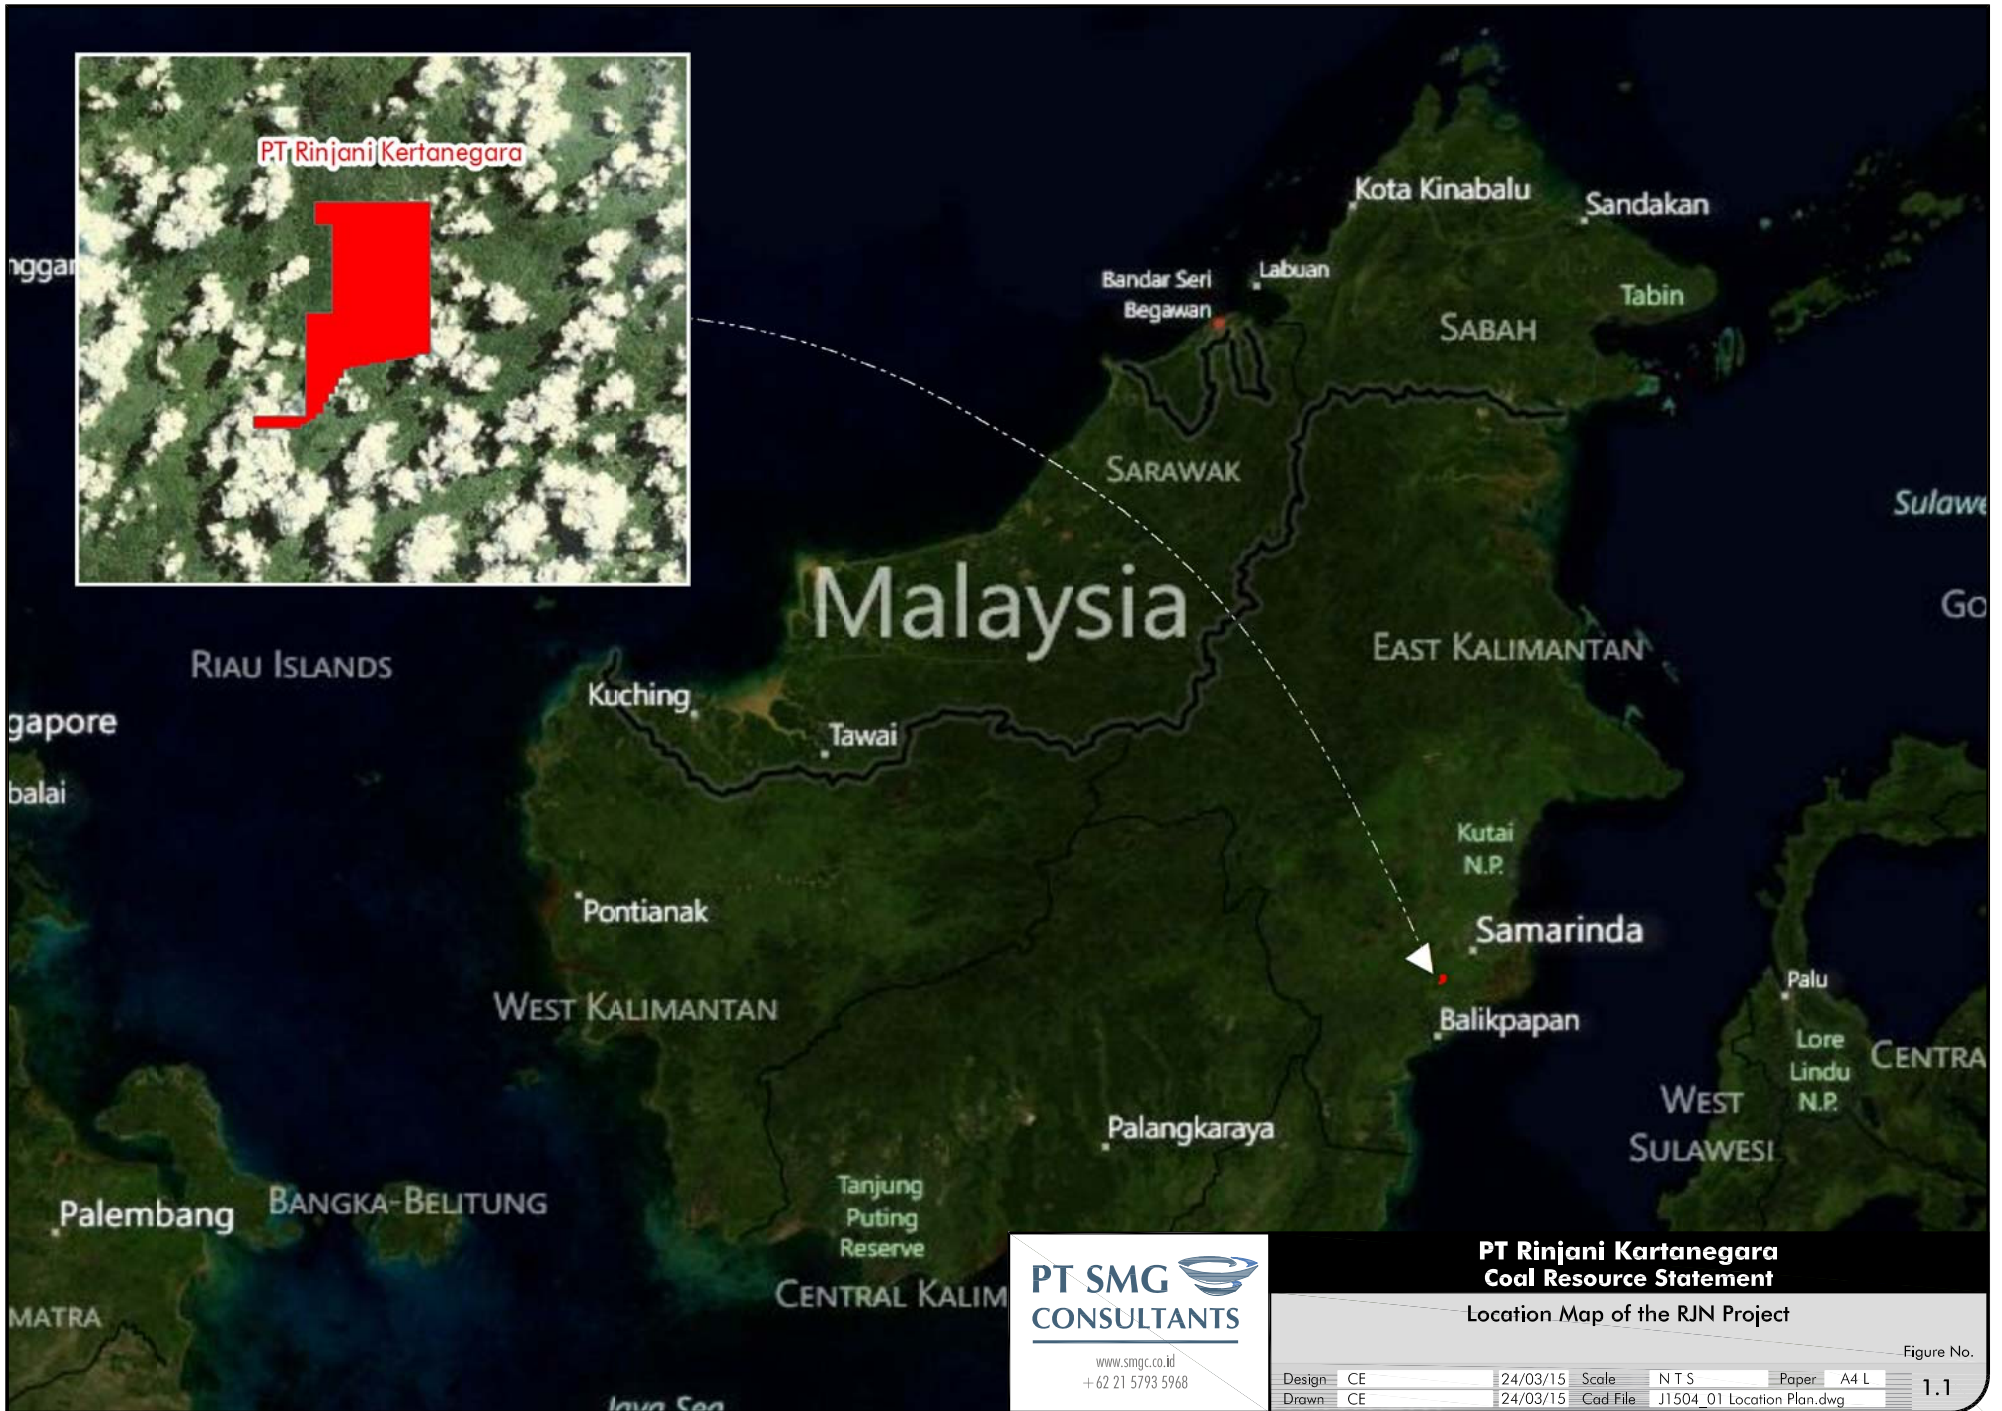 PT Rinjani Kertanegara
Kota Kinabalu
Sandakan
nggar
Labuan
Bandar Seri
Begawan
Tabin
SABAH
SARAWAK
Sulawe
Malaysia
Go
EAST KALIMANTAN
RIAU ISLANDS
Kuching
gapore
Tawai
balai
Kutai
N.P.
Pontianak
Samarinda
Palu
WEST KALIMANTAN
Balikpapan
Lore
Lindu
N.P.
CENTRA
WEST
SULAWESI
Palangkaraya
Tanjung
Puting
Reserve
BANGKA-BELITUNG
Palembang
CENTRAL KALIM
MATRA
Java Sea
PT SMG
CONSULTANTS
www.smgc.co.id
+62 21 5793 5968
PT Rinjani Kartanegara
Coal Resource Statement
Location Map of the RJN Project
Figure No.
1.1
Design CE 24/03/15 Scale N T S Paper A4 L
Drawn CE 24/03/15 Cad File J1504_01 Location Plan.dwg